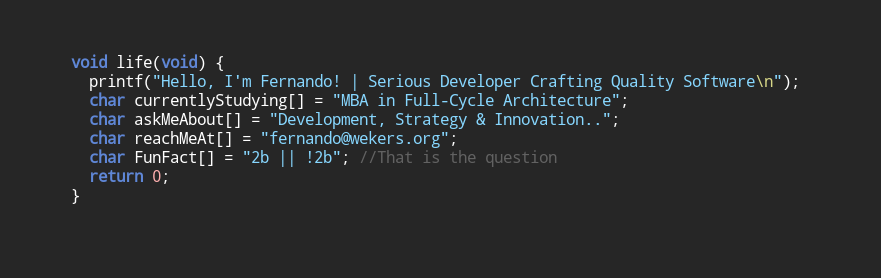 void life(void) {
  printf("Hello, I'm Fernando! | Serious Developer Crafting Quality Software\n");
  char currentlyStudying[] = "MBA in Full-Cycle Architecture";
  char askMeAbout[] = "Development, Strategy & Innovation..";
  char reachMeAt[] = "fernando@wekers.org";
  char FunFact[] = "2b || !2b"; //That is the question
  return 0;
}